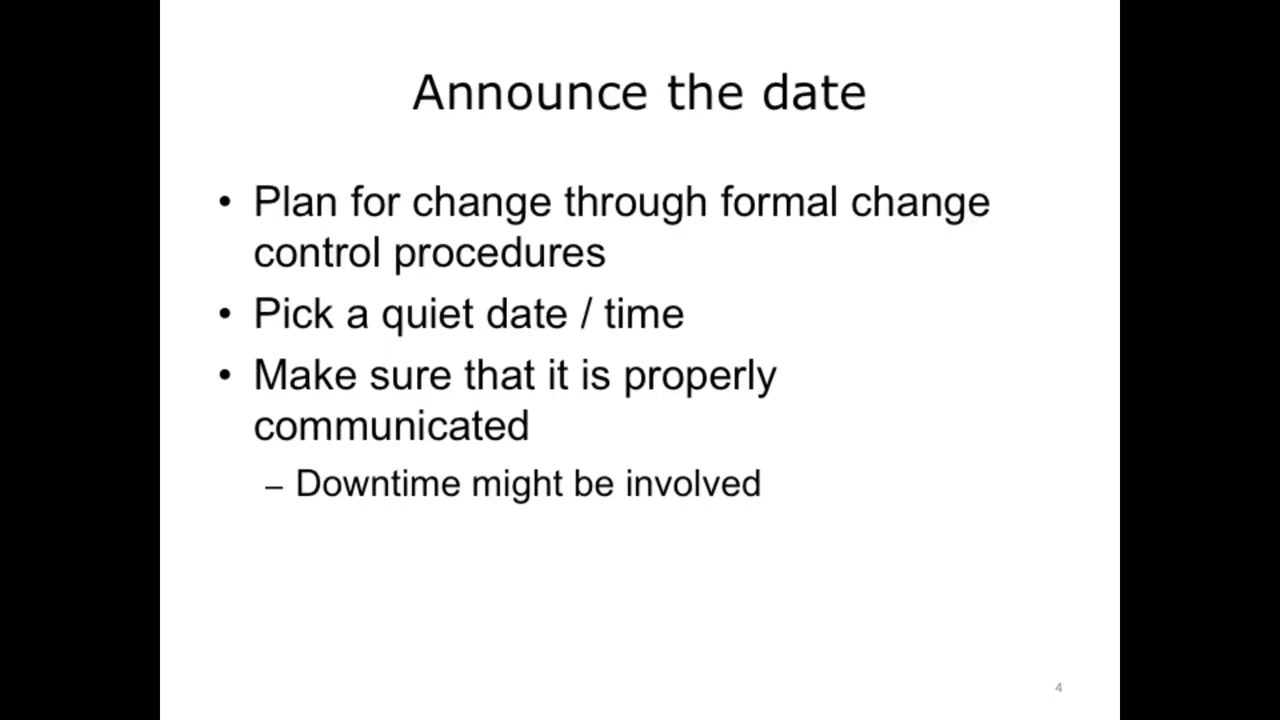 Announce the date
• Plan for change through formal change
control procedures
• Pick a quiet date / time
• Make sure that it is properly
communicated
– Downtime might be involved
4